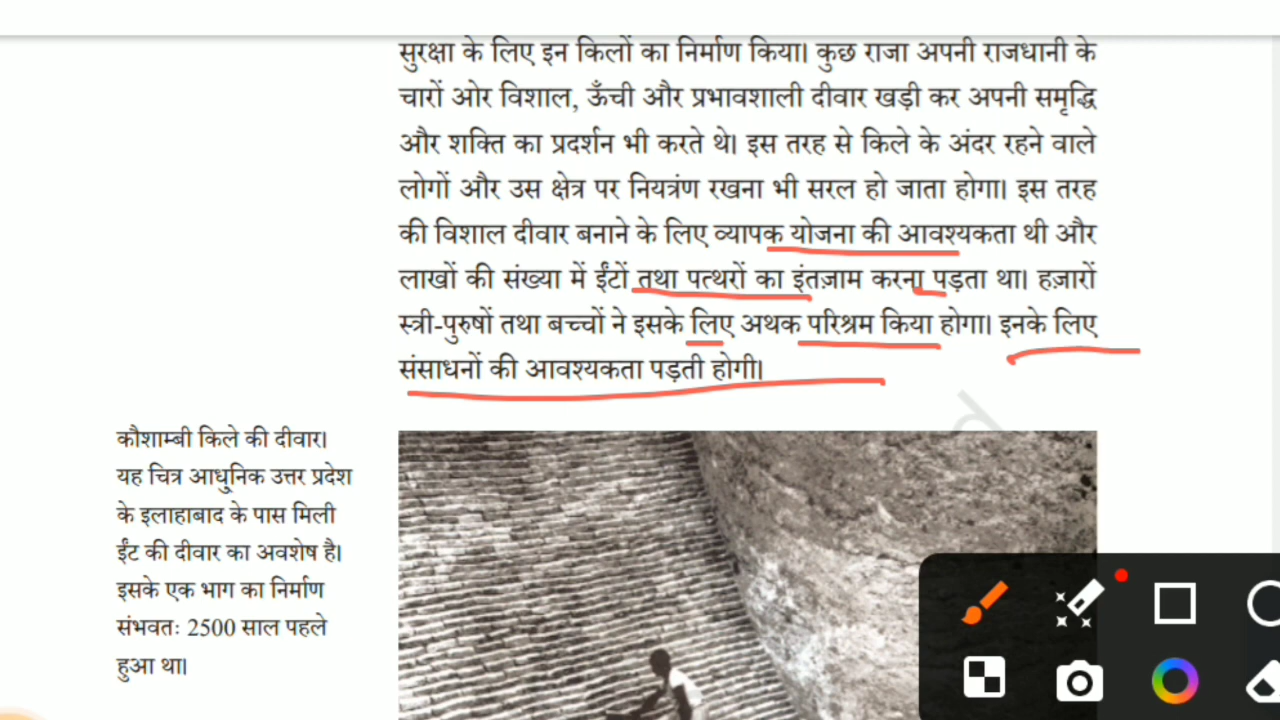 सुरक्षा के लिए इन किलों का निर्माण किया। कुछ राजा अपनी राजधानी के
चारों ओर विशाल, ऊँची और प्रभावशाली दीवार खड़ी कर अपनी समृद्धि
और शक्ति का प्रदर्शन भी करते थे। इस तरह से किले के अंदर रहने वाले
लोगों और उस क्षेत्र पर नियत्रंण रखना भी सरल हो जाता होगा। इस तरह
की विशाल दीवार बनाने के लिए व्यापक योजना की आवश्यकता थी और
लाखों की संख्या में ईंटों तथा पत्थरों का इंतज़ाम करना पड़ता था। हज़ारों
स्त्री-पुरुषों तथा बच्चों ने इसके लिए अथक परिश्रम किया होगा। इनके लिए
संसाधनों की आवश्यकता पड़ती होगी।
कौशाम्बी किले की दीवार।
यह चित्र आधुनिक उत्तर प्रदेश
के इलाहाबाद के पास मिली
ईंट की दीवार का अवशेष है।
इसके एक भाग का निर्माण
संभवतः 2500 साल पहले
हुआ था।